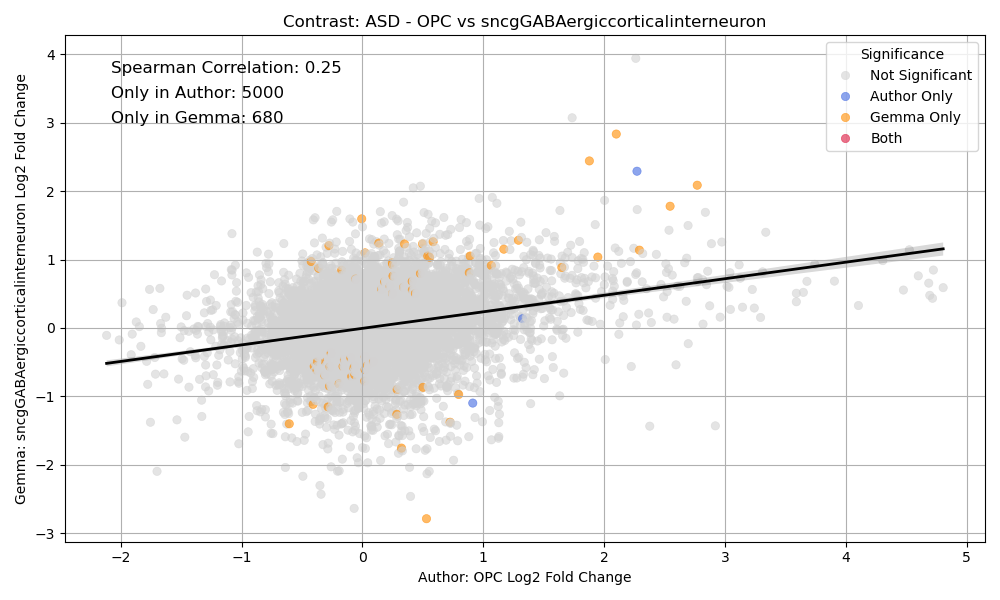 Contrast: ASD - OPC vs sncgGABAergiccorticalinterneuron
Spearman Correlation: 0.25
Only in Author: 5000
Only in Gemma: 680
Significance
Not Significant
Author Only
Gemma Only
Both
Gemma: sncgGABAergiccorticalinterneuron Log2 Fold Change
4
3
2
1
0
−1
−2
−3
−2
−1
0
1
2
3
4
5
Author: OPC Log2 Fold Change